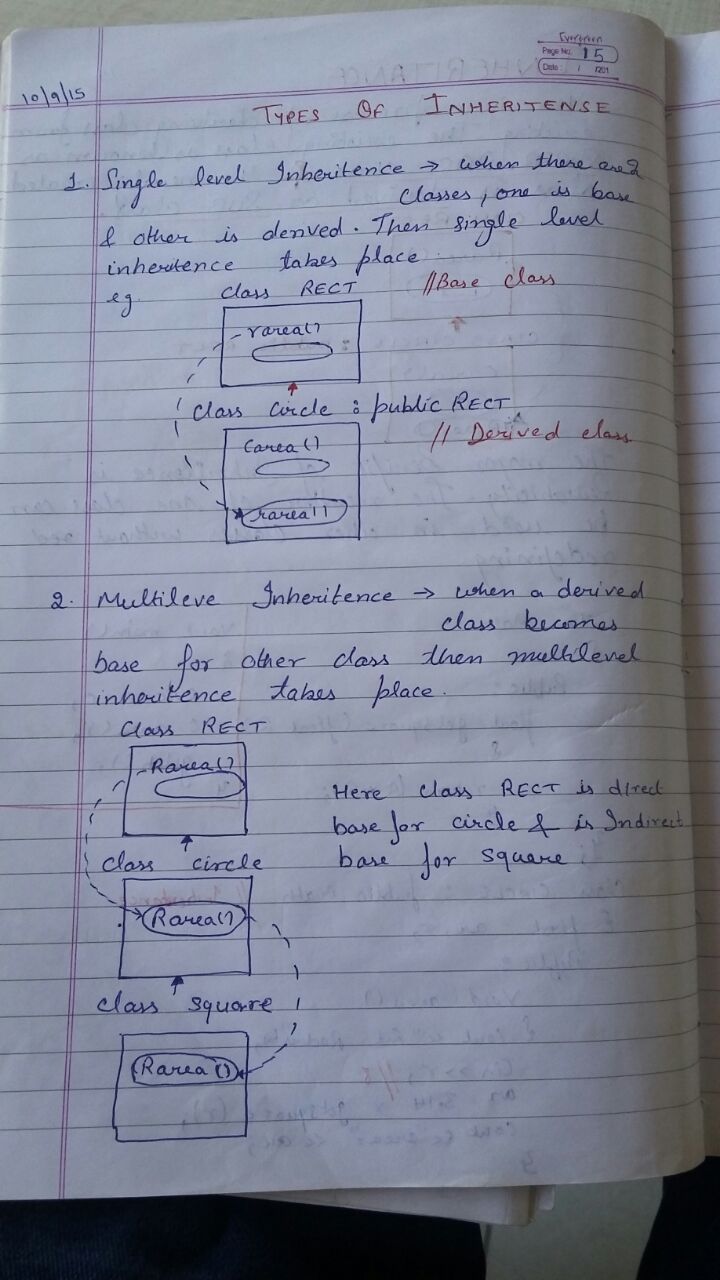 Evergreen
Page No. 15
Date: / /201
10/9/15
TYPES OF INHERITENSE
1. Single level Inheritence → when there are 2
classes, one is base
& other is derived. Then single level
inheritence takes place.
eg. class RECT //Base class
rarea()
class circle : public RECT
// Derived class
Carea()
rarea()
2. Multileve Inheritence → when a derived
class becomes
base for other class then multilevel
inheritence takes place.
class RECT
Rarea()
Here class RECT is direct
base for circle & is Indirect
base for square
class circle
Rarea()
class square
Rarea()